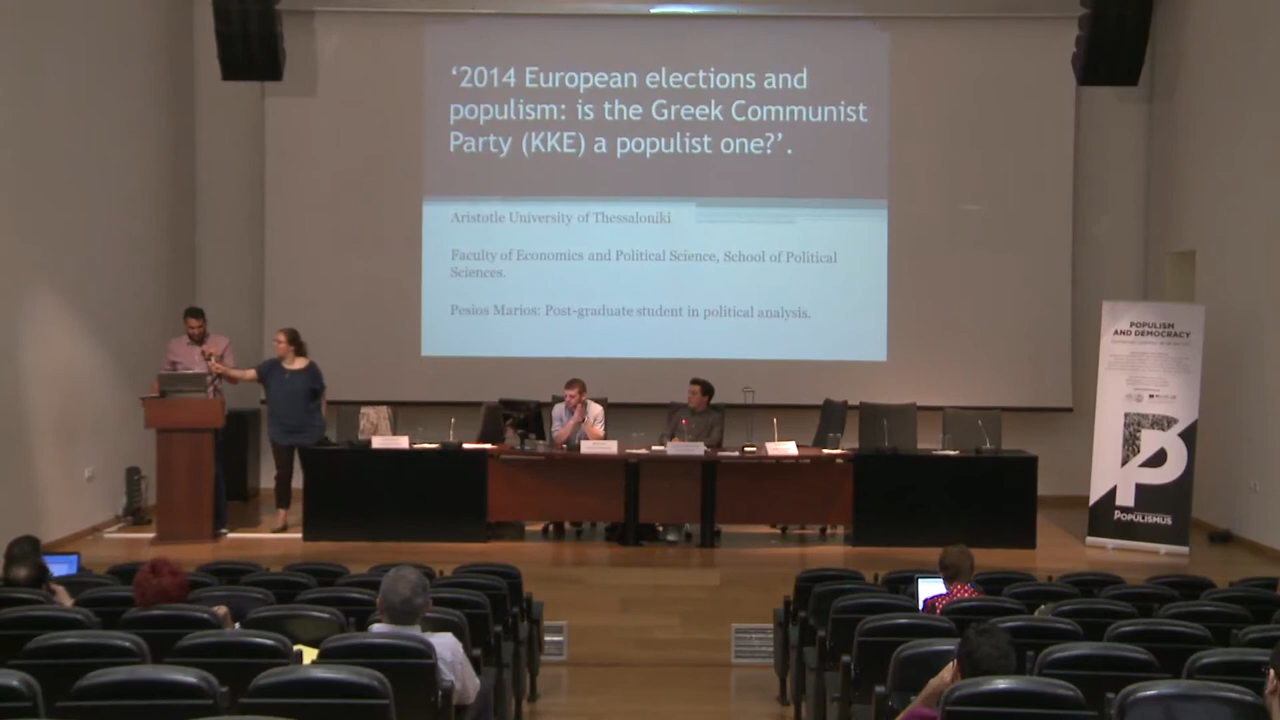 ‘2014 European elections and
populism: is the Greek Communist
Party (KKE) a populist one?’.
Aristotle University of Thessaloniki
Faculty of Economics and Political Science, School of Political
Sciences.
Pesios Marios: Post-graduate student in political analysis.
POPULISM
AND DEMOCRACY
POPULISMUS